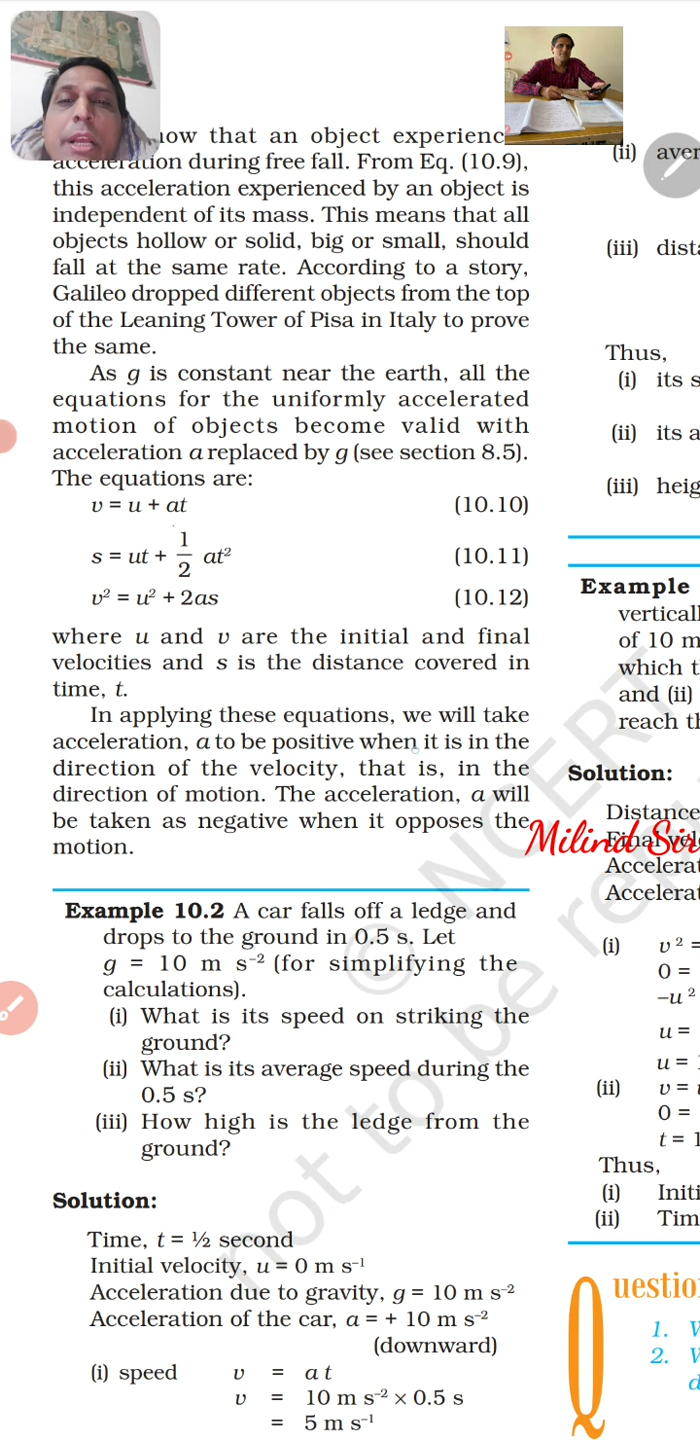 now that an object experienc
acceleration during free fall. From Eq. (10.9),
this acceleration experienced by an object is
independent of its mass. This means that all
objects hollow or solid, big or small, should
fall at the same rate. According to a story,
Galileo dropped different objects from the top
of the Leaning Tower of Pisa in Italy to prove
the same.
As g is constant near the earth, all the
equations for the uniformly accelerated
motion of objects become valid with
acceleration a replaced by g (see section 8.5).
The equations are:
v = u + at (10.10)
s = ut + 1/2 at² (10.11)
v² = u² + 2as (10.12)
where u and v are the initial and final
velocities and s is the distance covered in
time, t.
In applying these equations, we will take
acceleration, a to be positive when it is in the
direction of the velocity, that is, in the
direction of motion. The acceleration, a will
be taken as negative when it opposes the
motion.
Example 10.2 A car falls off a ledge and
drops to the ground in 0.5 s. Let
g = 10 m s⁻² (for simplifying the
calculations).
(i) What is its speed on striking the
ground?
(ii) What is its average speed during the
0.5 s?
(iii) How high is the ledge from the
ground?
Solution:
Time, t = ½ second
Initial velocity, u = 0 m s⁻¹
Acceleration due to gravity, g = 10 m s⁻²
Acceleration of the car, a = + 10 m s⁻²
(downward)
(i) speed v = a t
v = 10 m s⁻² × 0.5 s
= 5 m s⁻¹
(ii) aver
(iii) dista
Thus,
(i) its s
(ii) its a
(iii) heig
Example
verticall
of 10 m
which t
and (ii)
reach th
Solution:
Distance
Final velo
Accelerat
Accelerat
(i) v² =
0 =
–u²
u =
u = 1
(ii) v = u
0 =
t = 1
Thus,
(i) Initi
(ii) Tim
Question
1. W
2. W
d
Milind Sir
© NCERT
not to be rep